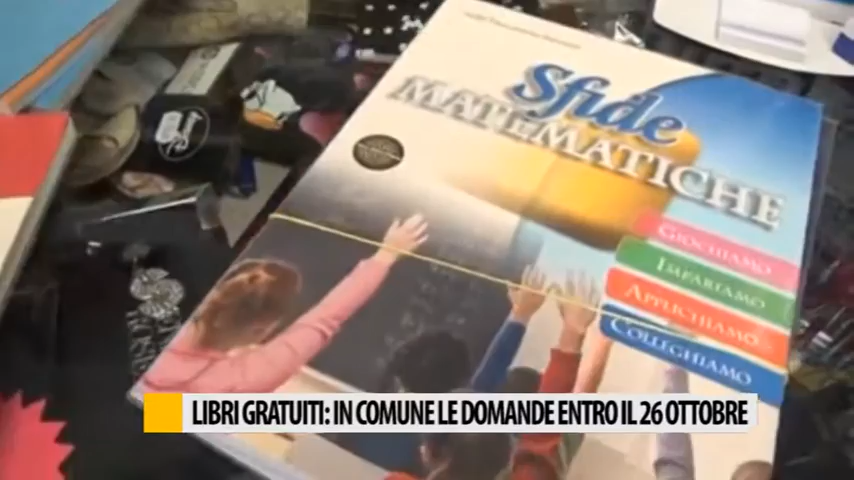 Sfide
MATEMATICHE
GIOCHIAMO
IMPARIAMO
APPLICHIAMO
COLLEGHIAMO
LIBRI GRATUITI: IN COMUNE LE DOMANDE ENTRO IL 26 OTTOBRE